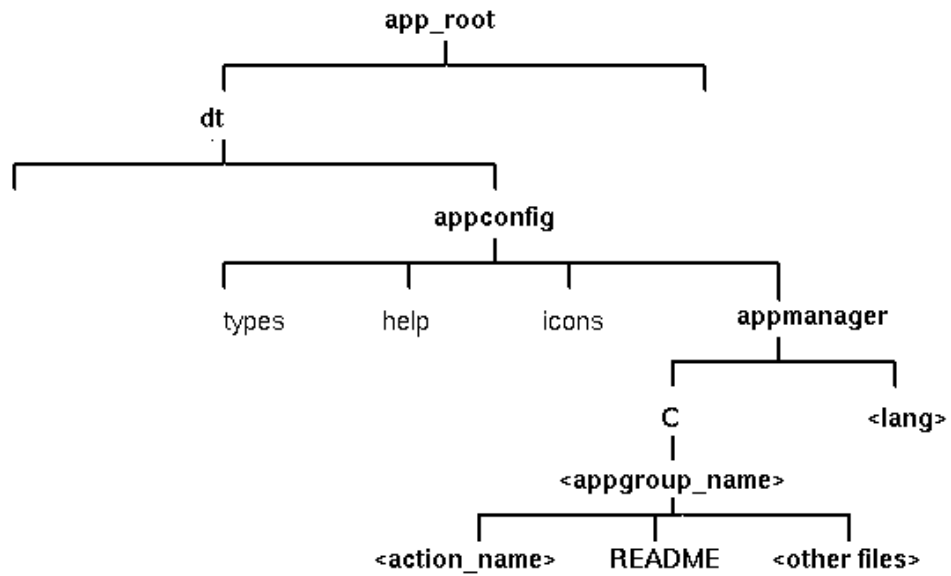 app_root
dt
appconfig
types help icons appmanager
C <lang>
<appgroup_name>
<action_name> README <other files>